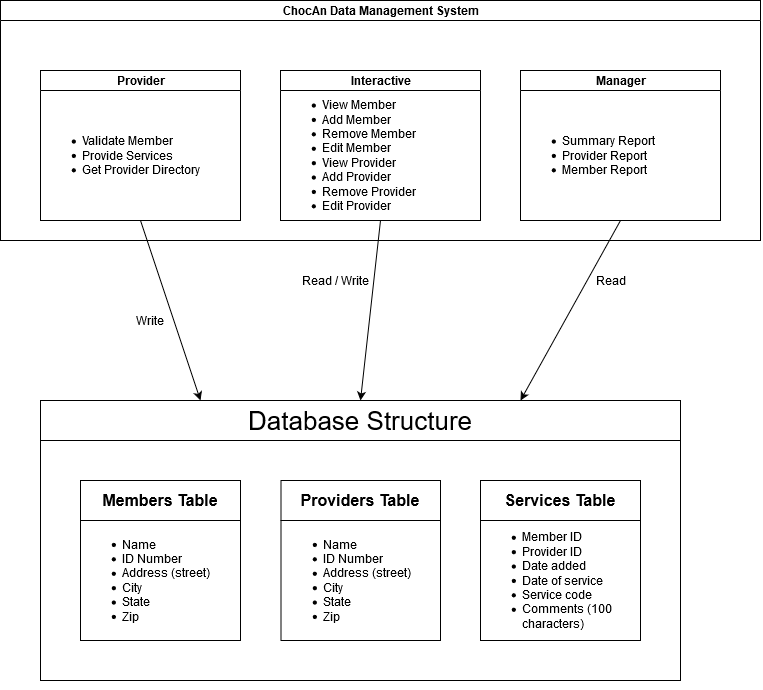 ChocAn Data Management System
Provider
Validate Member
Provide Services
Get Provider Directory
Interactive
View Member
Add Member
Remove Member
Edit Member
View Provider
Add Provider
Remove Provider
Edit Provider
Manager
Summary Report
Provider Report
Member Report
Write
Read / Write
Read
Database Structure
Members Table
Name
ID Number
Address (street)
City
State
Zip
Providers Table
Name
ID Number
Address (street)
City
State
Zip
Services Table
Member ID
Provider ID
Date added
Date of service
Service code
Comments (100
characters)